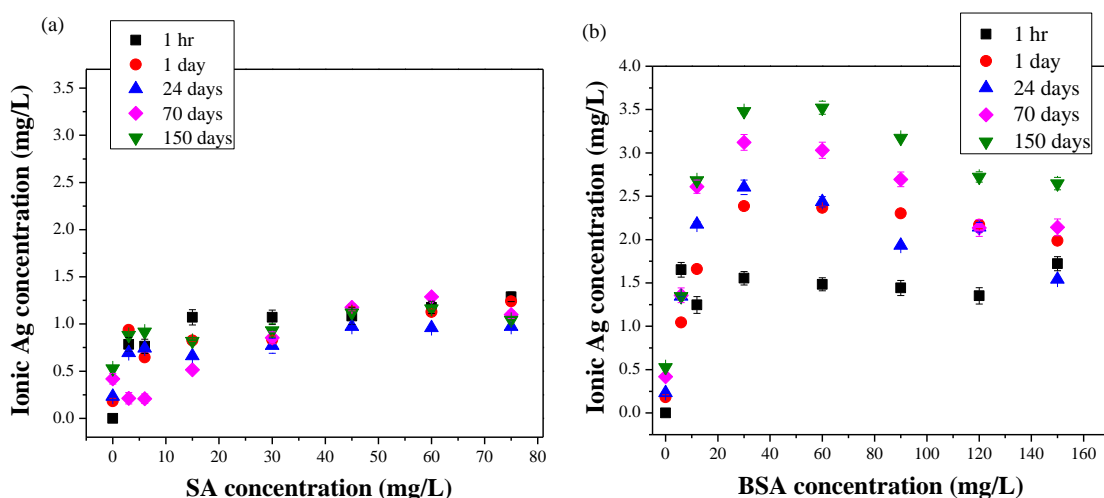 (a)
1 hr
1 day
24 days
70 days
150 days
3.5
3.0
2.5
2.0
1.5
1.0
0.5
0.0
Ionic Ag concentration (mg/L)
0 10 20 30 40 50 60 70 80
SA concentration (mg/L)
(b)
1 hr
1 day
24 days
70 days
150 days
4.0
3.5
3.0
2.5
2.0
1.5
1.0
0.5
0.0
Ionic Ag concentration (mg/L)
0 20 40 60 80 100 120 140 160
BSA concentration (mg/L)